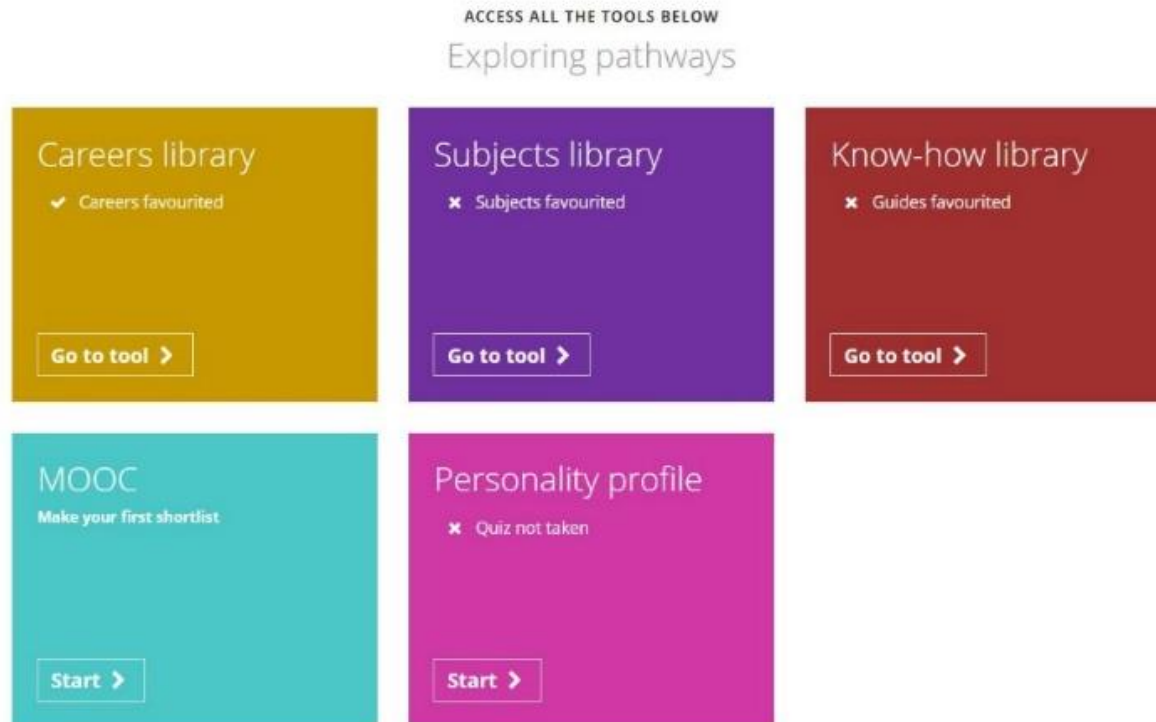 ACCESS ALL THE TOOLS BELOW
Exploring pathways
Careers library
✔ Careers favourited
Go to tool
Subjects library
✖ Subjects favourited
Go to tool
Know-how library
✖ Guides favourited
Go to tool
MOOC
Make your first shortlist
Start
Personality profile
✖ Quiz not taken
Start